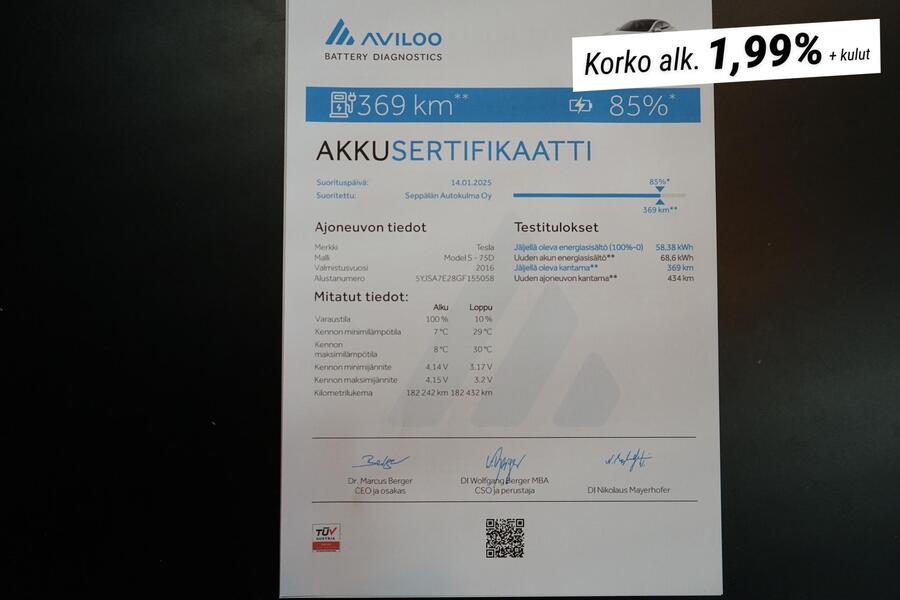 AVILOO
BATTERY DIAGNOSTICS
Korko alk. 1,99% + kulut
369 km** 85%*
AKKUSERTIFIKAATTI
Suorituspäivä: 14.01.2025
Suoritettu: Seppälän Autokulma Oy
85%*
369 km**
Ajoneuvon tiedot
Merkki Tesla
Malli Model S - 75D
Valmistusvuosi 2016
Alustanumero 5YJSA7E28GF155058
Testitulokset
Jäljellä oleva energiasisältö (100%-0) 58,38 kWh
Uuden akun energiasisältö** 68,6 kWh
Jäljellä oleva kantama** 369 km
Uuden ajoneuvon kantama** 434 km
Mitatut tiedot:
Alku Loppu
Varaustila 100 % 10 %
Kennon minimilämpötila 7 °C 29 °C
Kennon
maksimilämpötila 8 °C 30 °C
Kennon minimijännite 4,14 V 3,17 V
Kennon maksimijännite 4,15 V 3,2 V
Kilometrilukema 182 242 km 182 432 km
Dr. Marcus Berger
CEO ja osakas
DI Wolfgang Berger MBA
CSO ja perustaja
DI Nikolaus Mayerhofer
TÜV
AUSTRIA